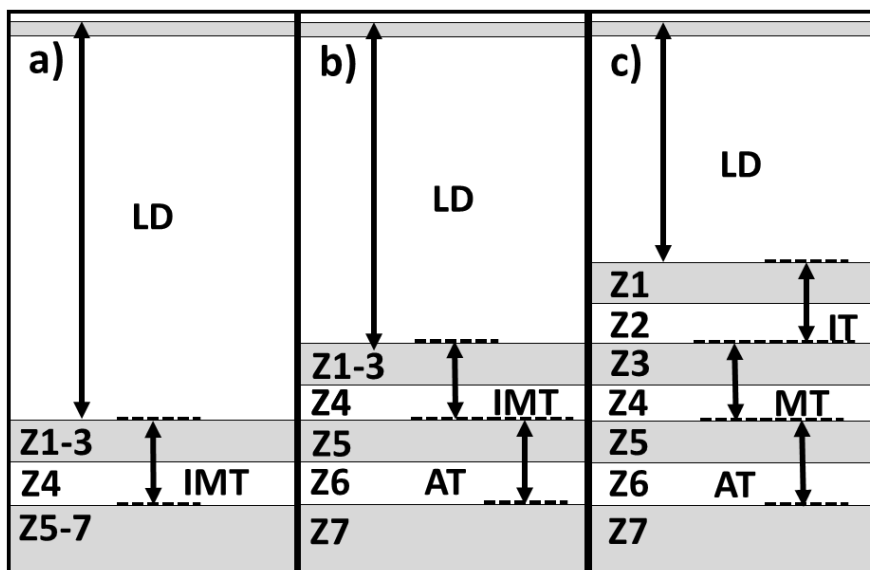 a)
LD
Z1-3
Z4 IMT
Z5-7
b)
LD
Z1-3
Z4 IMT
Z5
Z6 AT
Z7
c)
LD
Z1
Z2 IT
Z3
Z4 MT
Z5
Z6 AT
Z7